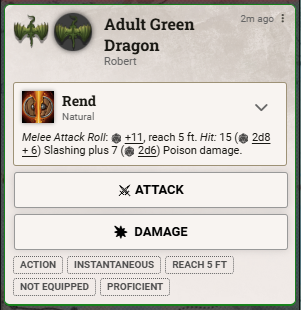 Adult Green
Dragon
2m ago
Robert
Rend
Natural
Melee Attack Roll: +11, reach 5 ft. Hit: 15 (2d8
+ 6) Slashing plus 7 (2d6) Poison damage.
ATTACK
DAMAGE
ACTION INSTANTANEOUS REACH 5 FT
NOT EQUIPPED PROFICIENT